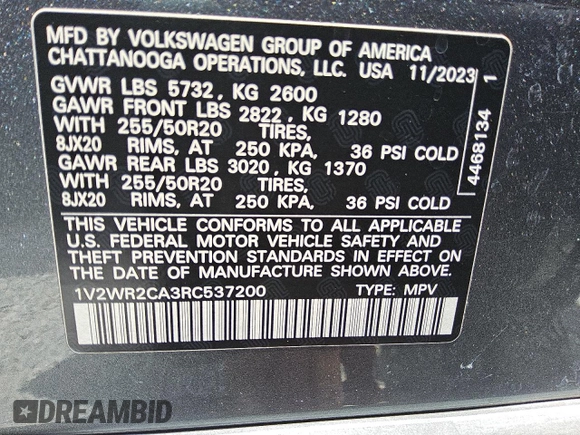 MFD BY VOLKSWAGEN GROUP OF AMERICA
CHATTANOOGA OPERATIONS, LLC. USA 11/2023
GVWR LBS 5732, KG 2600
GAWR FRONT LBS 2822, KG 1280
WITH 255/50R20 TIRES,
8JX20 RIMS, AT 250 KPA, 36 PSI COLD
GAWR REAR LBS 3020, KG 1370
WITH 255/50R20 TIRES,
8JX20 RIMS, AT 250 KPA, 36 PSI COLD
THIS VEHICLE CONFORMS TO ALL APPLICABLE
U.S. FEDERAL MOTOR VEHICLE SAFETY AND
THEFT PREVENTION STANDARDS IN EFFECT ON
THE DATE OF MANUFACTURE SHOWN ABOVE.
1V2WR2CA3RC537200 TYPE: MPV
4468134 1
DREAMBID